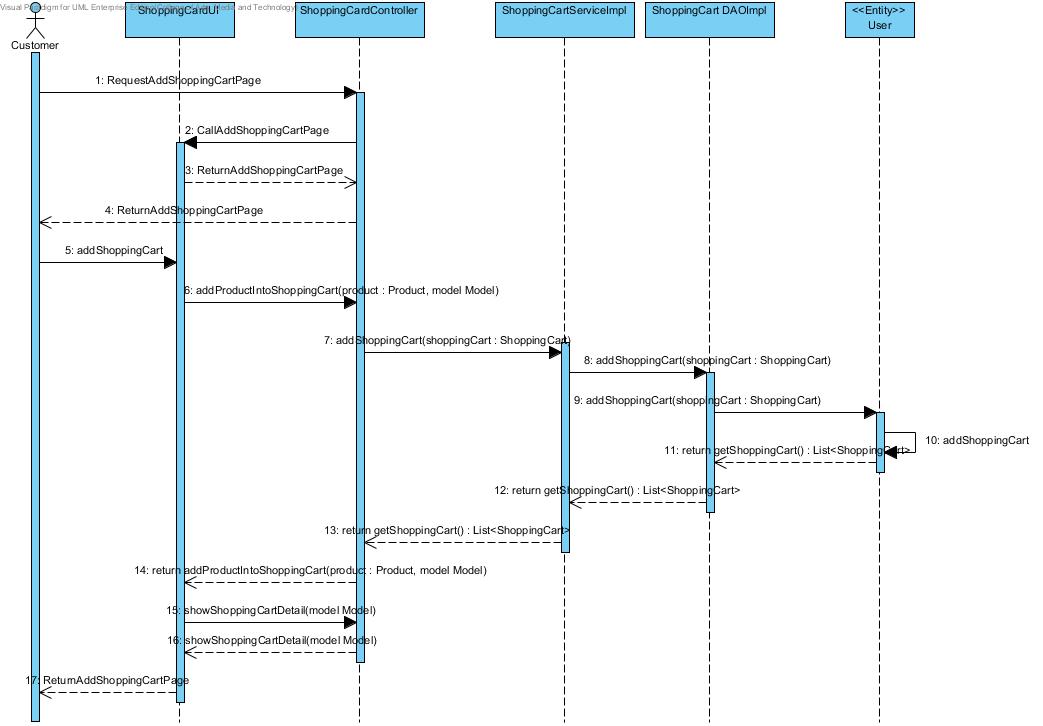 Visual Paradigm for UML Enterprise Edition Media and Technology
ShoppingCardUI
ShoppingCardController
ShoppingCartServiceImpl
ShoppingCart DAOImpl
<<Entity>>
User
Customer
1: RequestAddShoppingCartPage
2: CallAddShoppingCartPage
3: ReturnAddShoppingCartPage
4: ReturnAddShoppingCartPage
5: addShoppingCart
6: addProductIntoShoppingCart(product : Product, model Model)
7: addShoppingCart(shoppingCart : ShoppingCart)
8: addShoppingCart(shoppingCart : ShoppingCart)
9: addShoppingCart(shoppingCart : ShoppingCart)
10: addShoppingCart
11: return getShoppingCart() : List<ShoppingCart>
12: return getShoppingCart() : List<ShoppingCart>
13: return getShoppingCart() : List<ShoppingCart>
14: return addProductIntoShoppingCart(product : Product, model Model)
15: showShoppingCartDetail(model Model)
16: showShoppingCartDetail(model Model)
17: ReturnAddShoppingCartPage